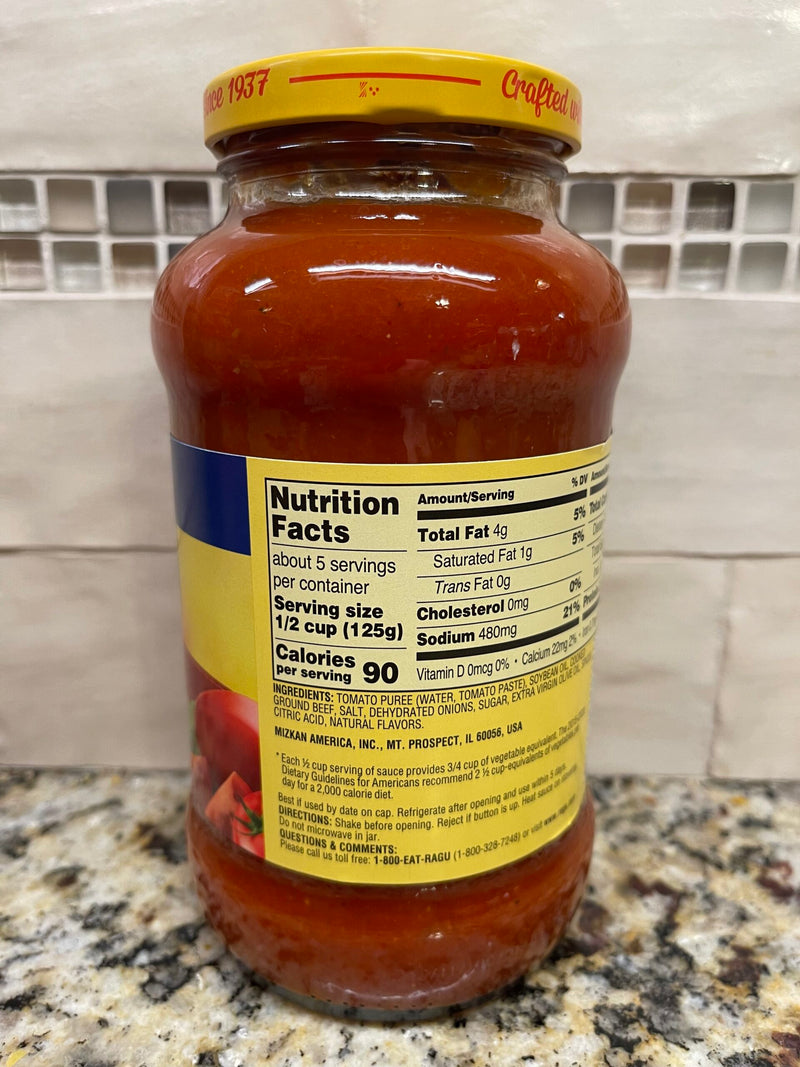 Since 1937
Crafted
Nutrition
Facts
about 5 servings
per container
Serving size
1/2 cup (125g)
Calories
per serving 90
Amount/Serving % DV
Total Fat 4g 5%
Saturated Fat 1g 5%
Trans Fat 0g
Cholesterol 0mg 0%
Sodium 480mg 21%
Vitamin D 0mcg 0% • Calcium 22mg 2%
INGREDIENTS: TOMATO PUREE (WATER, TOMATO PASTE), SOYBEAN OIL, COOKED
GROUND BEEF, SALT, DEHYDRATED ONIONS, SUGAR, EXTRA VIRGIN OLIVE OIL,
CITRIC ACID, NATURAL FLAVORS.
MIZKAN AMERICA, INC., MT. PROSPECT, IL 60056, USA
*Each ½ cup serving of sauce provides 3/4 cup of vegetable equivalent. The
Dietary Guidelines for Americans recommend 2 ½ cup-equivalents of vegetables
day for a 2,000 calorie diet.
Best if used by date on cap. Refrigerate after opening and use within 5 days.
DIRECTIONS: Shake before opening. Reject if button is up. Heat sauce on
Do not microwave in jar.
QUESTIONS & COMMENTS:
Please call us toll free: 1-800-EAT-RAGU (1-800-328-7248) or visit